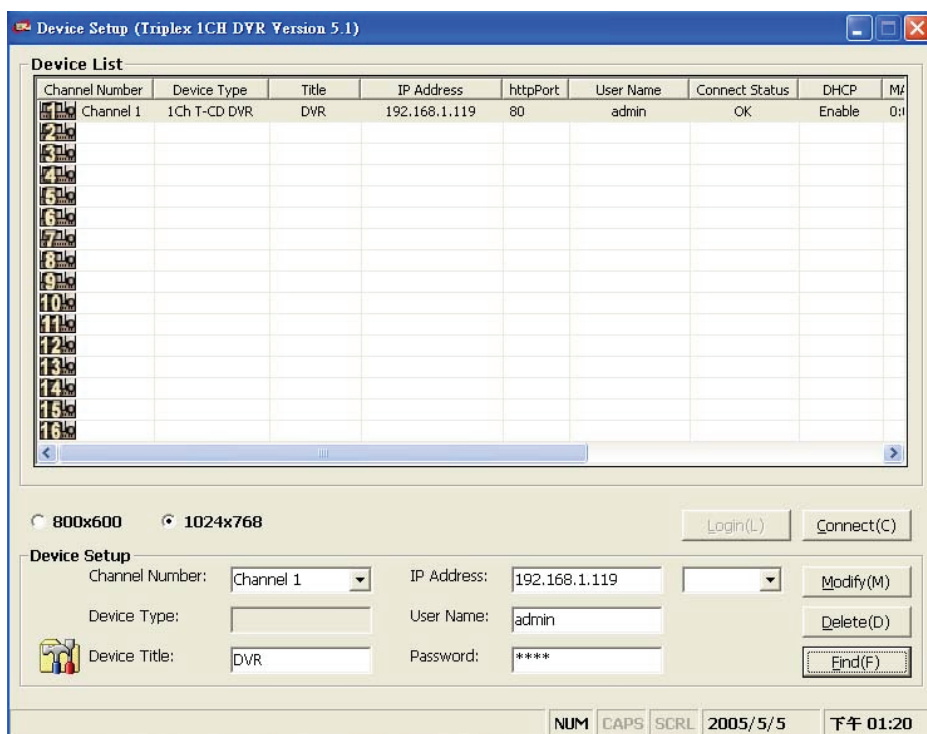 Device Setup (Triplex 1CH DVR Version 5.1)
Device List
Channel Number Device Type Title IP Address httpPort User Name Connect Status DHCP
1 Channel 1 1Ch T-CD DVR DVR 192.168.1.119 80 admin OK Enable
2
3
4
5
6
7
8
9
10
11
12
13
14
15
16
800x600 1024x768 Login(L) Connect(C)
Device Setup
Channel Number: Channel 1 IP Address: 192.168.1.119 Modify(M)
Device Type: User Name: admin Delete(D)
Device Title: DVR Password: **** Find(F)
NUM CAPS SCRL 2005/5/5 下午 01:20